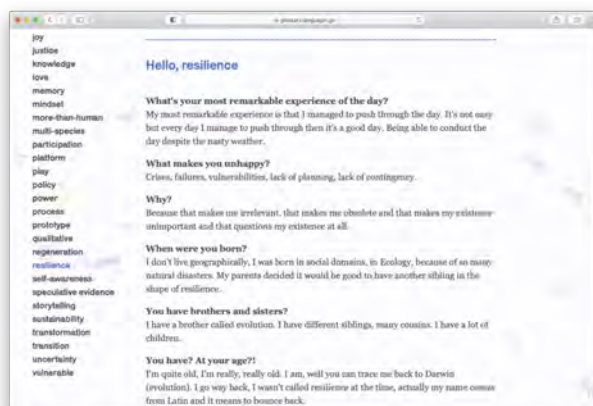 joy
justice
knowledge
love
memory
mindset
more-than-human
multi-species
participation
platform
play
policy
power
process
prototype
qualitative
regeneration
resilience
self-awareness
speculative evidence
storytelling
sustainability
transformation
transition
uncertainty
vulnerable
Hello, resilience
What's your most remarkable experience of the day?
My most remarkable experience is that I managed to push through the day. It's not easy
but every day I manage to push through then it's a good day. Being able to conduct the
day despite the nasty weather.
What makes you unhappy?
Crises, failures, vulnerabilities, lack of planning, lack of contingency.
Why?
Because that makes me irrelevant, that makes me obsolete and that makes my existence
unimportant and that questions my existence at all.
When were you born?
I don't live geographically, I was born in social domains, in Ecology, because of so many
natural disasters. My parents decided it would be good to have another sibling in the
shape of resilience.
You have brothers and sisters?
I have a brother called evolution. I have different siblings, many cousins. I have a lot of
children.
You have? At your age?!
I'm quite old, I'm really, really old. I am, well you can trace me back to Darwin
(evolution). I go way back, I wasn't called resilience at the time, actually my name comes
from Latin and it means to bounce back.